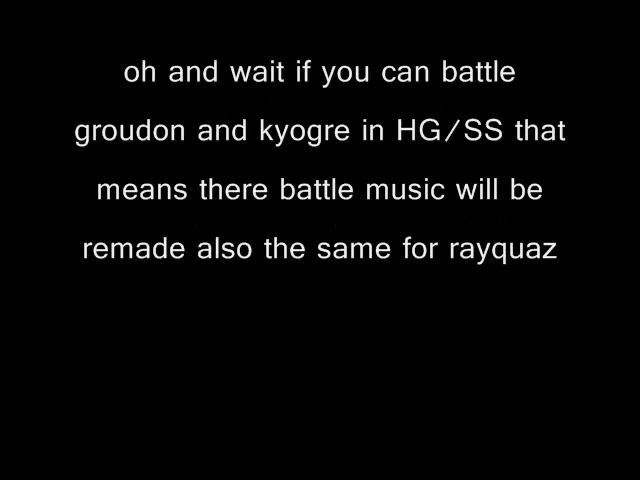 oh and wait if you can battle
groudon and kyogre in HG/SS that
means there battle music will be
remade also the same for rayquaz